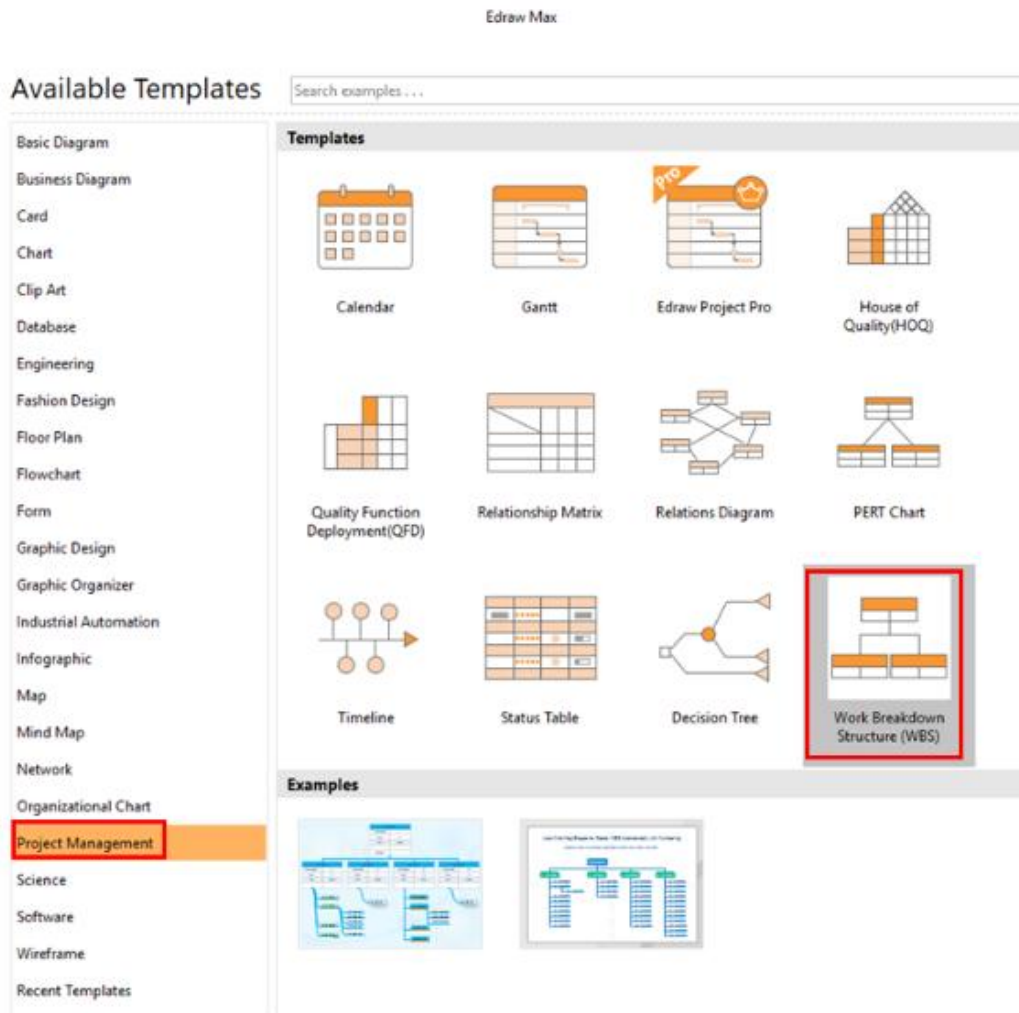 Edraw Max
Available Templates
Search examples . . .
Basic Diagram
Business Diagram
Card
Chart
Clip Art
Database
Engineering
Fashion Design
Floor Plan
Flowchart
Form
Graphic Design
Graphic Organizer
Industrial Automation
Infographic
Map
Mind Map
Network
Organizational Chart
Project Management
Science
Software
Wireframe
Recent Templates
Templates
Pro
Calendar
Gantt
Edraw Project Pro
House of
Quality(HOQ)
Quality Function
Deployment(QFD)
Relationship Matrix
Relations Diagram
PERT Chart
Timeline
Status Table
Decision Tree
Work Breakdown
Structure (WBS)
Examples